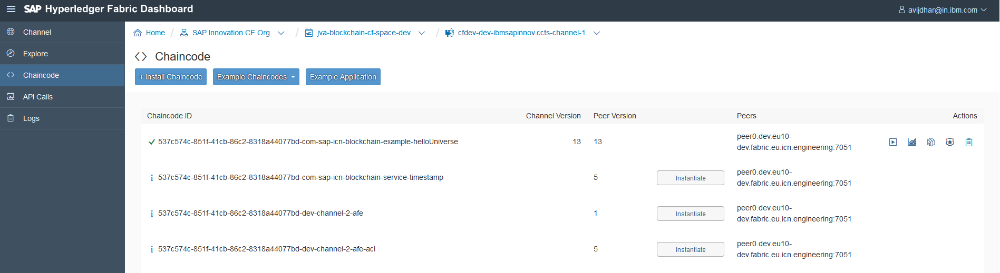 SAP Hyperledger Fabric Dashboard
avijdhar@in.ibm.com
Channel
Explore
Chaincode
API Calls
Logs
Home / SAP Innovation CF Org / jva-blockchain-cf-space-dev / cfdev-dev-ibmsapinnov.ccts-channel-1
<> Chaincode
+ Install Chaincode Example Chaincodes Example Application
Chaincode ID Channel Version Peer Version Peers Actions
537c574c-851f-41cb-86c2-8318a44077bd-com-sap-icn-blockchain-example-helloUniverse 13 13 peer0.dev.eu10-
dev.fabric.eu.icn.engineering:7051
537c574c-851f-41cb-86c2-8318a44077bd-com-sap-icn-blockchain-service-timestamp 5 Instantiate peer0.dev.eu10-
dev.fabric.eu.icn.engineering:7051
537c574c-851f-41cb-86c2-8318a44077bd-dev-channel-2-afe 1 Instantiate peer0.dev.eu10-
dev.fabric.eu.icn.engineering:7051
537c574c-851f-41cb-86c2-8318a44077bd-dev-channel-2-afe-acl 5 Instantiate peer0.dev.eu10-
dev.fabric.eu.icn.engineering:7051